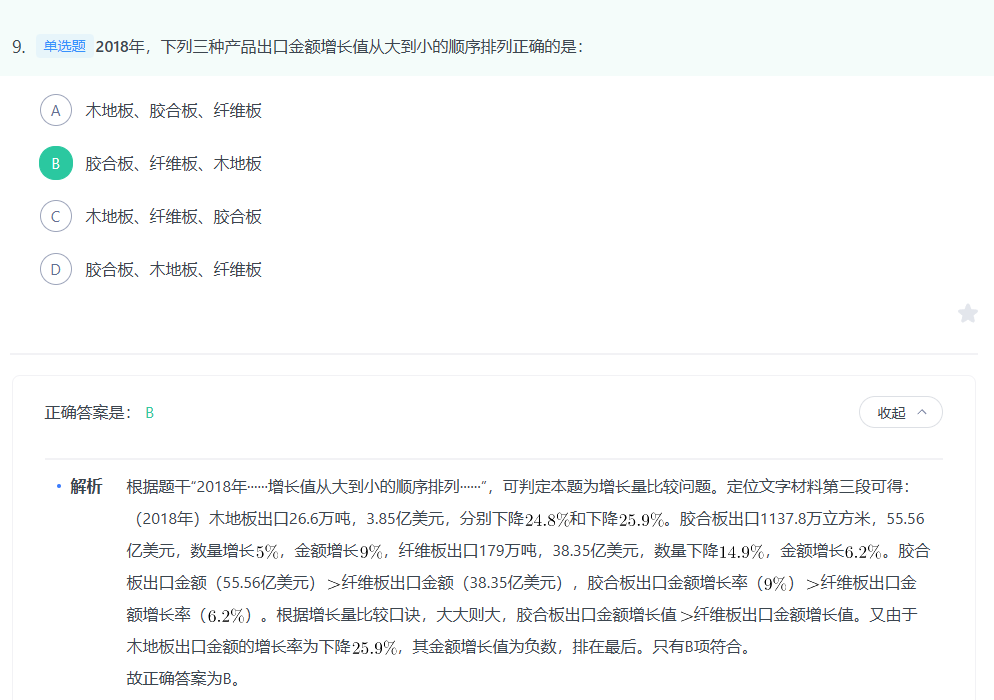 9. 单选题 2018年，下列三种产品出口金额增长值从大到小的顺序排列正确的是：
A 木地板、胶合板、纤维板
B 胶合板、纤维板、木地板
C 木地板、纤维板、胶合板
D 胶合板、木地板、纤维板
正确答案是： B
收起
• 解析 根据题干“2018年······增长值从大到小的顺序排列······”，可判定本题为增长量比较问题。定位文字材料第三段可得：
（2018年）木地板出口26.6万吨，3.85亿美元，分别下降24.8%和下降25.9%。胶合板出口1137.8万立方米，55.56
亿美元，数量增长5%，金额增长9%，纤维板出口179万吨，38.35亿美元，数量下降14.9%，金额增长6.2%。胶合
板出口金额（55.56亿美元）>纤维板出口金额（38.35亿美元），胶合板出口金额增长率（9%）>纤维板出口金
额增长率（6.2%）。根据增长量比较口诀，大大则大，胶合板出口金额增长值>纤维板出口金额增长值。又由于
木地板出口金额的增长率为下降25.9%，其金额增长值为负数，排在最后。只有B项符合。
故正确答案为B。